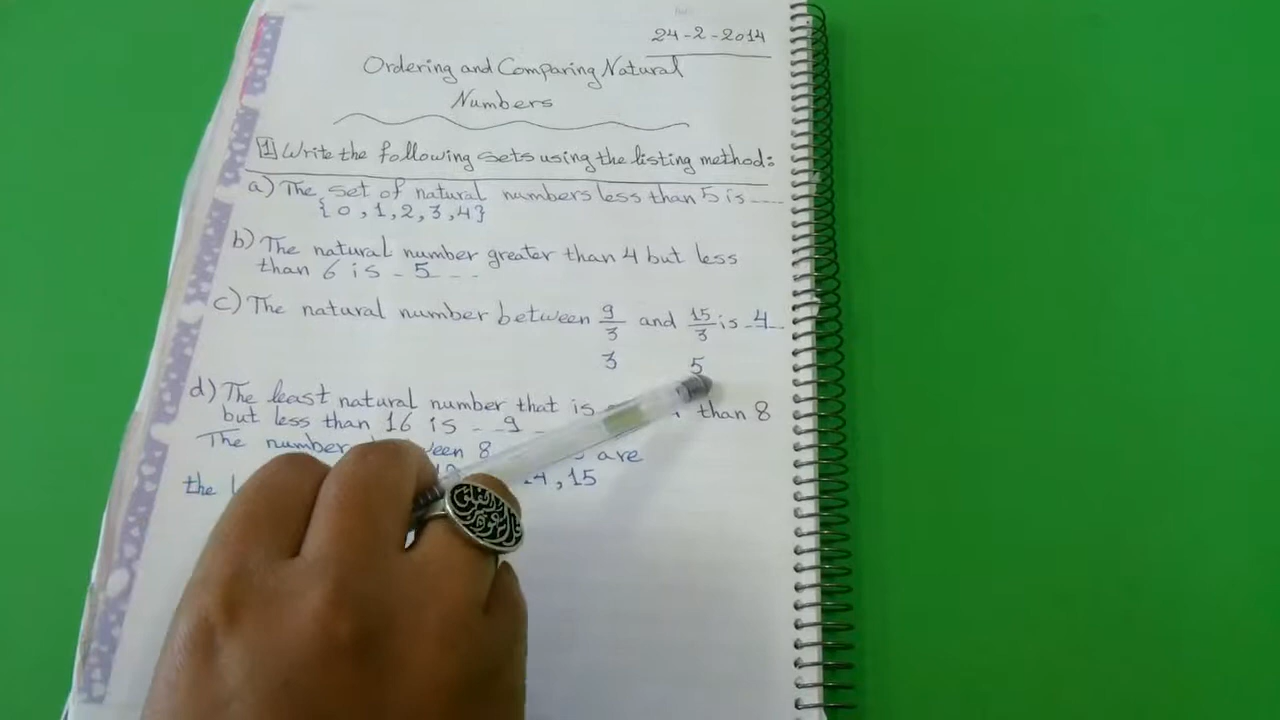 24-2-2014
Ordering and Comparing Natural
Numbers
1 Write the following sets using the listing method:
a) The set of natural numbers less than 5 is ....
{0, 1, 2, 3, 4}
b) The natural number greater than 4 but less
than 6 is - 5 - - -
c) The natural number between 9/3 and 15/3 is - 4 -
3 5
d) The least natural number that is than 8
but less than 16 is - - 9 -
The number 8 are
the , 15